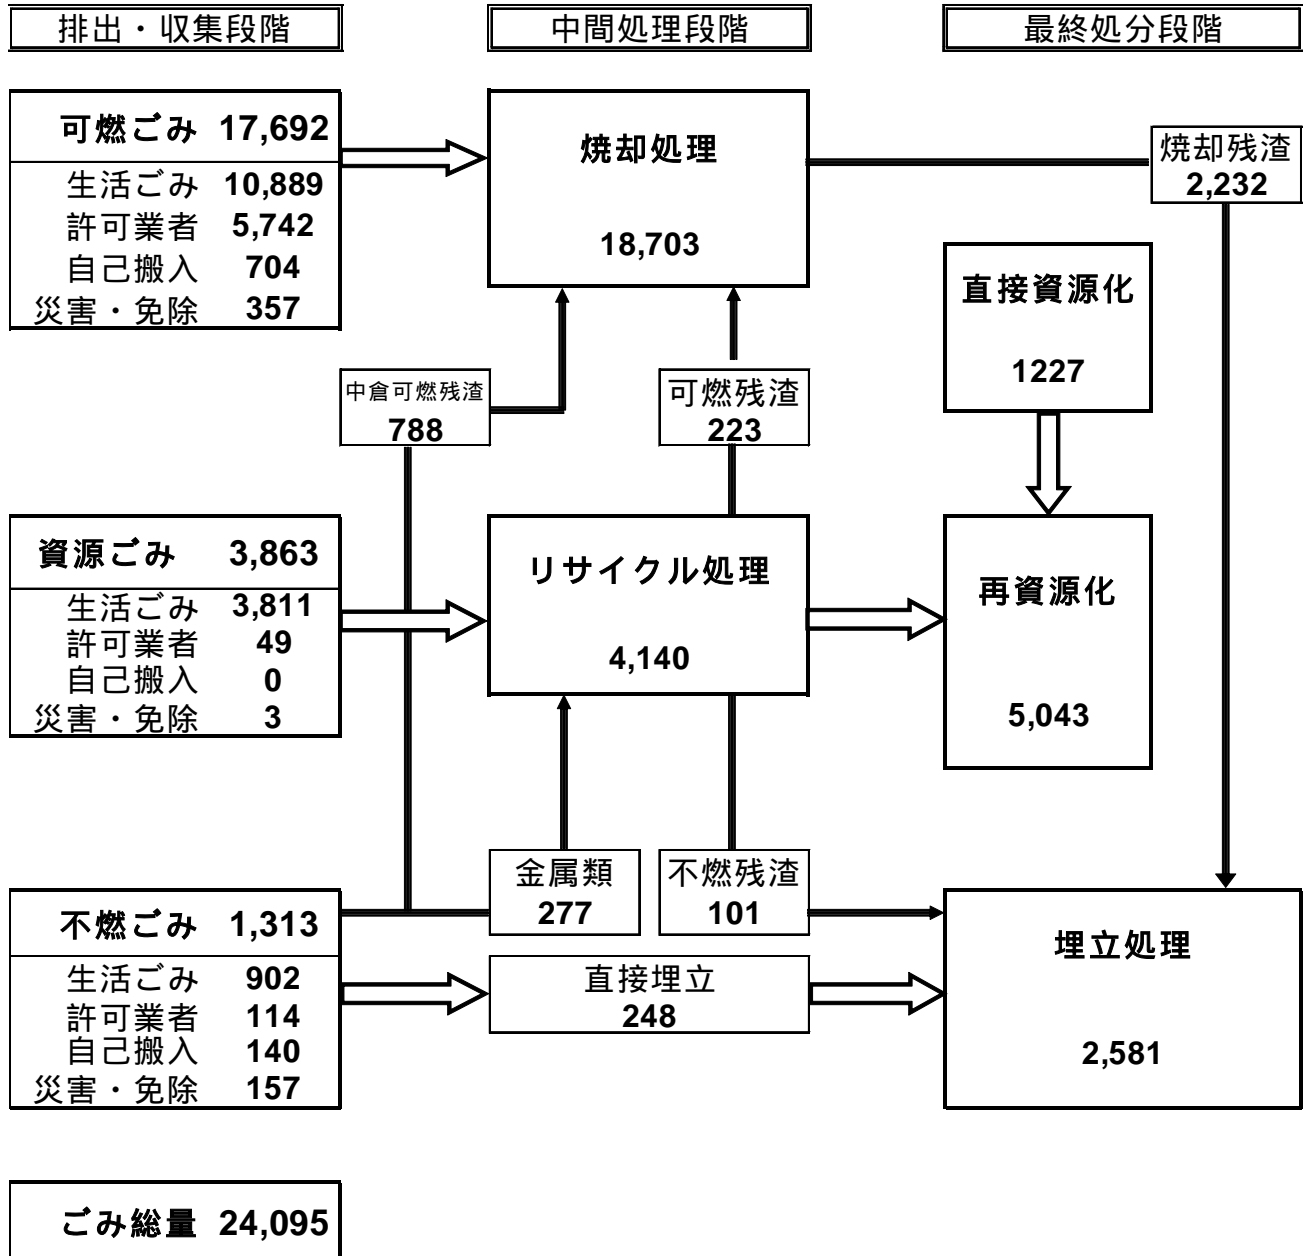 排出・収集段階
中間処理段階
最終処分段階
可燃ごみ 17,692
生活ごみ 10,889
許可業者 5,742
自己搬入 704
災害・免除 357
焼却処理
18,703
焼却残渣
2,232
直接資源化
1227
中倉可燃残渣
788
可燃残渣
223
資源ごみ 3,863
生活ごみ 3,811
許可業者 49
自己搬入 0
災害・免除 3
リサイクル処理
4,140
再資源化
5,043
金属類
277
不燃残渣
101
不燃ごみ 1,313
生活ごみ 902
許可業者 114
自己搬入 140
災害・免除 157
直接埋立
248
埋立処理
2,581
ごみ総量 24,095